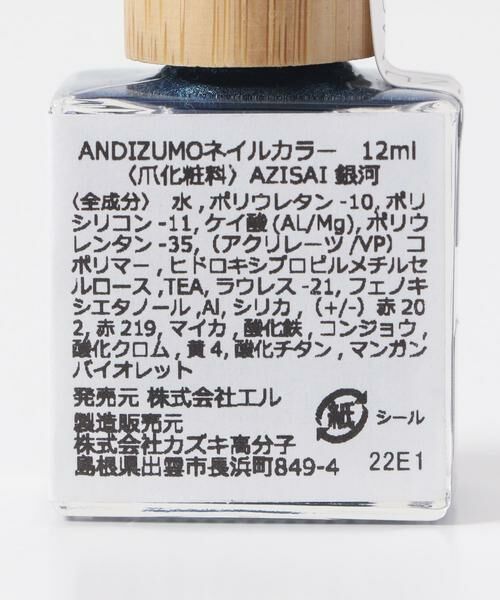 ANDIZUMOネイルカラー 12ml
〈爪化粧料〉AZISAI 銀河
〈全成分〉 水 , ポリウレタン -10, ポリ
シリコン -11, ケイ酸 (AL/Mg), ポリウ
レンタン -35, (アクリレーツ /VP) コ
ポリマー , ヒドロキシプロピルメチルセ
ルロース ,TEA, ラウレス -21, フェノキ
シエタノール ,Al, シリカ , (+/-) 赤 20
2, 赤 219, マイカ , 酸化鉄 , コンジョウ ,
酸化クロム , 黄 4, 酸化チダン , マンガン
バイオレット
発売元 株式会社エル
製造販売元
株式会社カズキ高分子
島根県出雲市長浜町849-4
紙 シール
22E1